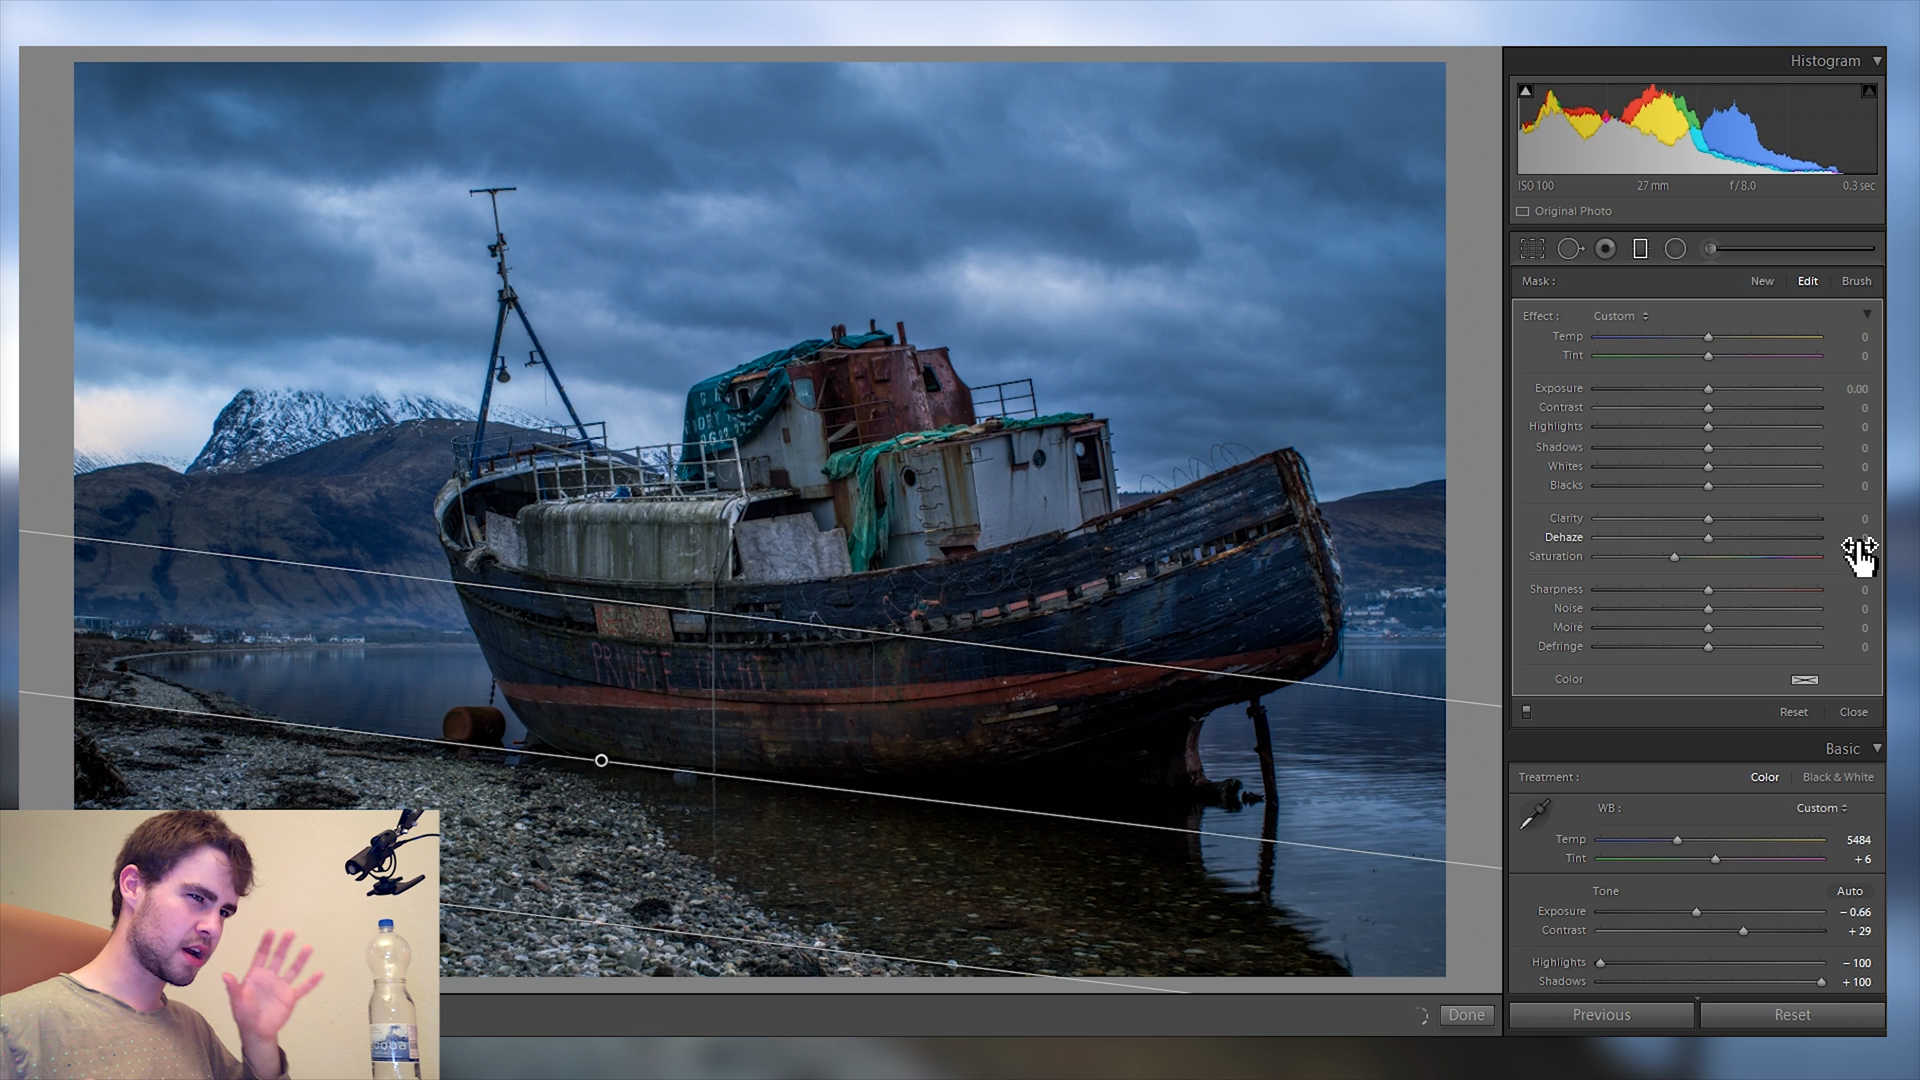 Histogram
ISO 100 27 mm f / 8.0 0.3 sec
Original Photo
Mask : New Edit Brush
Effect : Custom
Temp 0
Tint 0
Exposure 0.00
Contrast 0
Highlights 0
Shadows 0
Whites 0
Blacks 0
Clarity 0
Dehaze
Saturation
Sharpness 0
Noise 0
Moiré 0
Defringe 0
Color
Reset Close
Basic
Treatment : Color Black & White
WB : Custom
Temp 5484
Tint + 6
Tone Auto
Exposure – 0.66
Contrast + 29
Highlights – 100
Shadows + 100
Done Previous Reset
PRIVATE YACHT